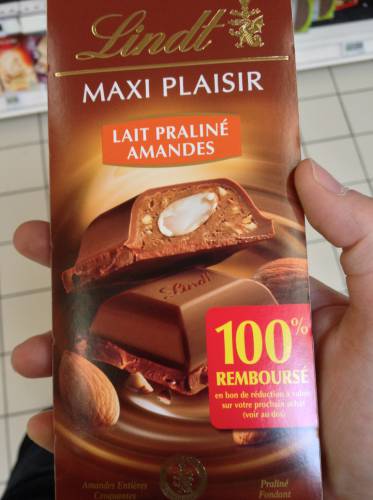 Lindt
MAXI PLAISIR
LAIT PRALINÉ
AMANDES
Lindt
100%
REMBOURSÉ
en bon de réduction à valoir
sur votre prochain achat
(voir au dos)
Amandes Entières
Croquantes
Praliné
Fondant